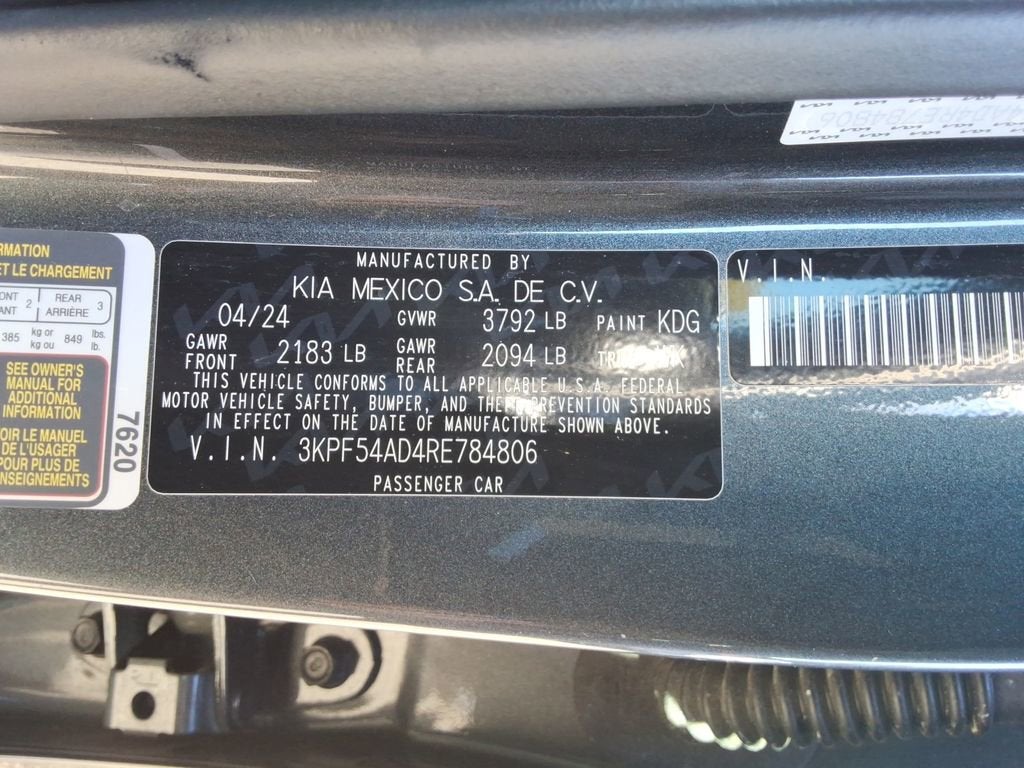 RMATION
ET LE CHARGEMENT
ONT 2 REAR 3
ANT ARRIÈRE
385 kg or 849 lbs.
kg ou lb.
SEE OWNER'S
MANUAL FOR
ADDITIONAL
INFORMATION
OIR LE MANUEL
DE L'USAGER
POUR PLUS DE
ENSEIGNEMENTS
7620
MANUFACTURED BY
KIA MEXICO S.A. DE C.V.
04/24 GVWR 3792 LB PAINT KDG
GAWR FRONT 2183 LB GAWR REAR 2094 LB
THIS VEHICLE CONFORMS TO ALL APPLICABLE U.S.A. FEDERAL
MOTOR VEHICLE SAFETY, BUMPER, AND THEFT PREVENTION STANDARDS
IN EFFECT ON THE DATE OF MANUFACTURE SHOWN ABOVE.
V.I.N. 3KPF54AD4RE784806
PASSENGER CAR
V.I.N.